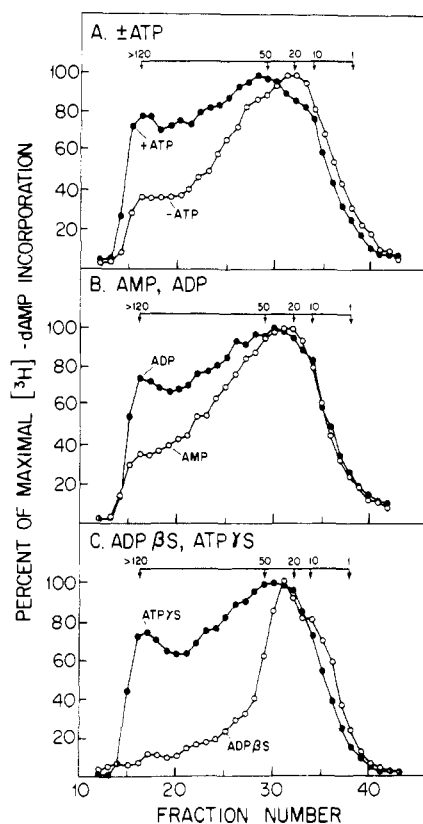 A. ±ATP
>120 50 20 10 1
100
80
60
40
20
+ATP
-ATP
B. AMP, ADP
>120 50 20 10 1
100
80
60
40
20
ADP
AMP
C. ADP βS, ATPγS
>120 50 20 10 1
100
80
60
40
20
ATPγS
ADPβS
10 20 30 40
FRACTION NUMBER
PERCENT OF MAXIMAL [³H] -dAMP INCORPORATION